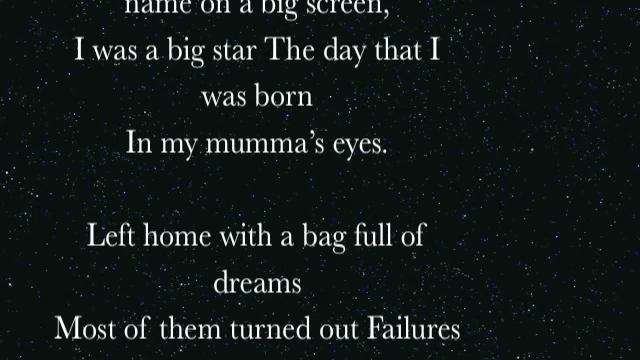 name on a big screen,
I was a big star The day that I
was born
In my mumma's eyes.
Left home with a bag full of
dreams
Most of them turned out Failures